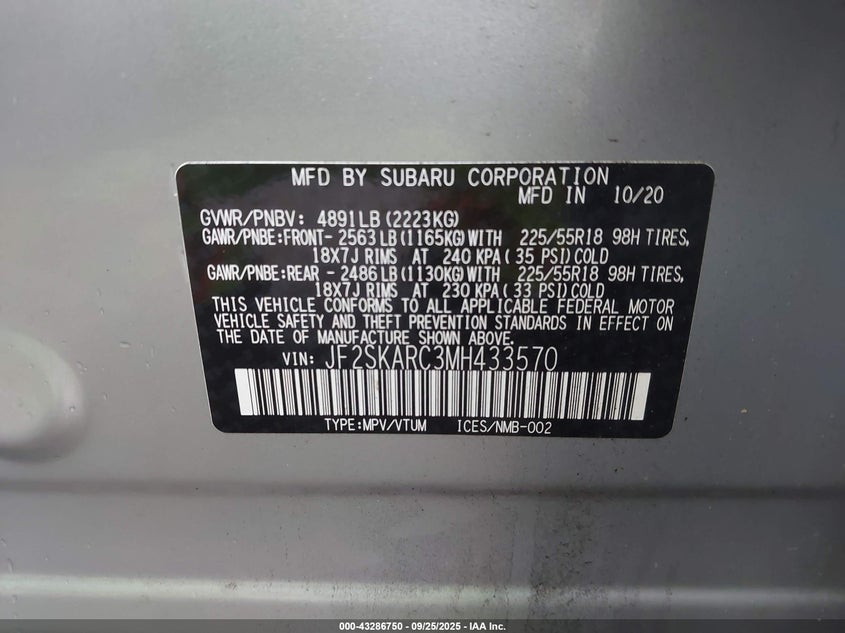 MFD BY SUBARU CORPORATION
MFD IN 10/20
GVWR/PNBV: 4891LB (2223KG)
GAWR/PNBE:FRONT- 2563LB (1165KG) WITH 225/55R18 98H TIRES,
18X7J RIMS AT 240 KPA ( 35 PSI) COLD
GAWR/PNBE:REAR - 2486LB (1130KG) WITH 225/55R18 98H TIRES,
18X7J RIMS AT 230 KPA ( 33 PSI) COLD
THIS VEHICLE CONFORMS TO ALL APPLICABLE FEDERAL MOTOR
VEHICLE SAFETY AND THEFT PREVENTION STANDARDS IN EFFECT ON
THE DATE OF MANUFACTURE SHOWN ABOVE.
VIN: JF2SKARC3MH433570
TYPE:MPV/VTUM ICES/NMB-002
000-43286750 - 09/25/2025 - IAA Inc.